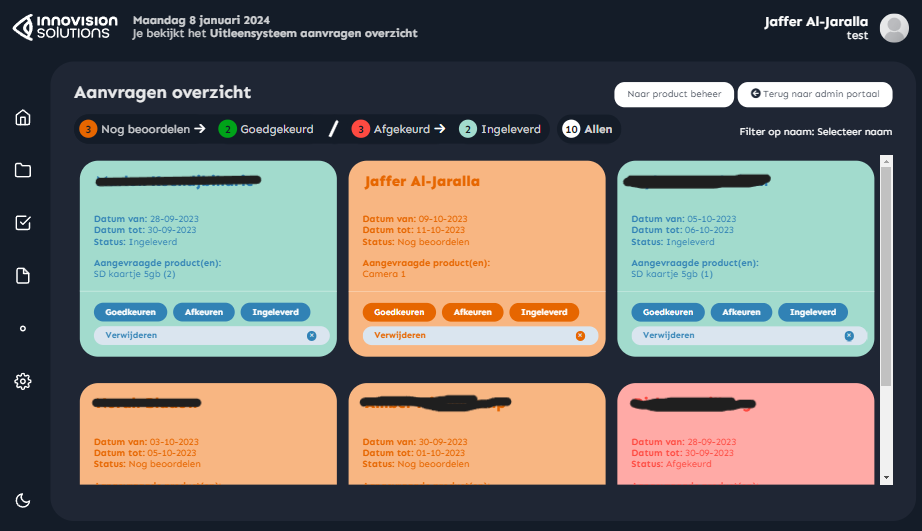 INNOVISION
SOLUTIONS
Maandag 8 januari 2024
Je bekijkt het Uitleensysteem aanvragen overzicht
Jaffer Al-Jaralla
test
Aanvragen overzicht
Naar product beheer
Terug naar admin portaal
3 Nog beoordelen → 2 Goedgekeurd / 3 Afgekeurd → 2 Ingeleverd 10 Allen
Filter op naam: Selecteer naam
Datum van: 28-09-2023
Datum tot: 30-09-2023
Status: Ingeleverd
Aangevraagde product(en):
SD kaartje 5gb (2)
Goedkeuren Afkeuren Ingeleverd
Verwijderen
Jaffer Al-Jaralla
Datum van: 09-10-2023
Datum tot: 11-10-2023
Status: Nog beoordelen
Aangevraagde product(en):
Camera 1
Goedkeuren Afkeuren Ingeleverd
Verwijderen
Datum van: 05-10-2023
Datum tot: 06-10-2023
Status: Ingeleverd
Aangevraagde product(en):
SD kaartje 5gb (1)
Goedkeuren Afkeuren Ingeleverd
Verwijderen
Datum van: 03-10-2023
Datum tot: 05-10-2023
Status: Nog beoordelen
Datum van: 30-09-2023
Datum tot: 01-10-2023
Status: Nog beoordelen
Datum van: 28-09-2023
Datum tot: 30-09-2023
Status: Afgekeurd